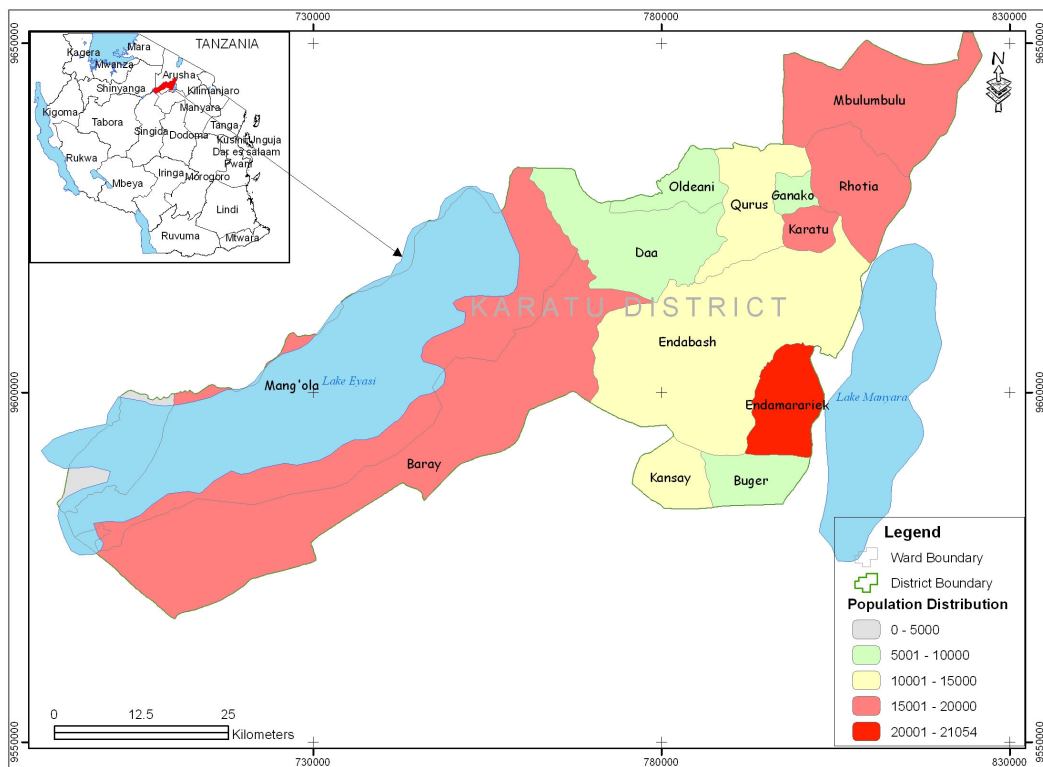 730000
780000
830000
9650000
9650000
TANZANIA
Kagera
Mara
Mwanza
Arusha
Shinyanga
Kilimanjaro
Manyara
Kigoma
Tabora
Singida
Dodoma
Tanga
Kusini Unguja
Dar es salaam
Pwani
Rukwa
Iringa
Morogoro
Mbeya
Lindi
Ruvuma
Mtwara
N
Mbulumbulu
Oldeani
Ganako
Rhotia
Qurus
Karatu
Daa
KARATU DISTRICT
Endabash
Mang'ola
Lake Eyasi
9600000
9600000
Endamarariek
Lake Manyara
Baray
Kansay
Buger
Legend
Ward Boundary
District Boundary
Population Distribution
0 - 5000
5001 - 10000
10001 - 15000
15001 - 20000
20001 - 21054
0
12.5
25
Kilometers
9550000
9550000
730000
780000
830000